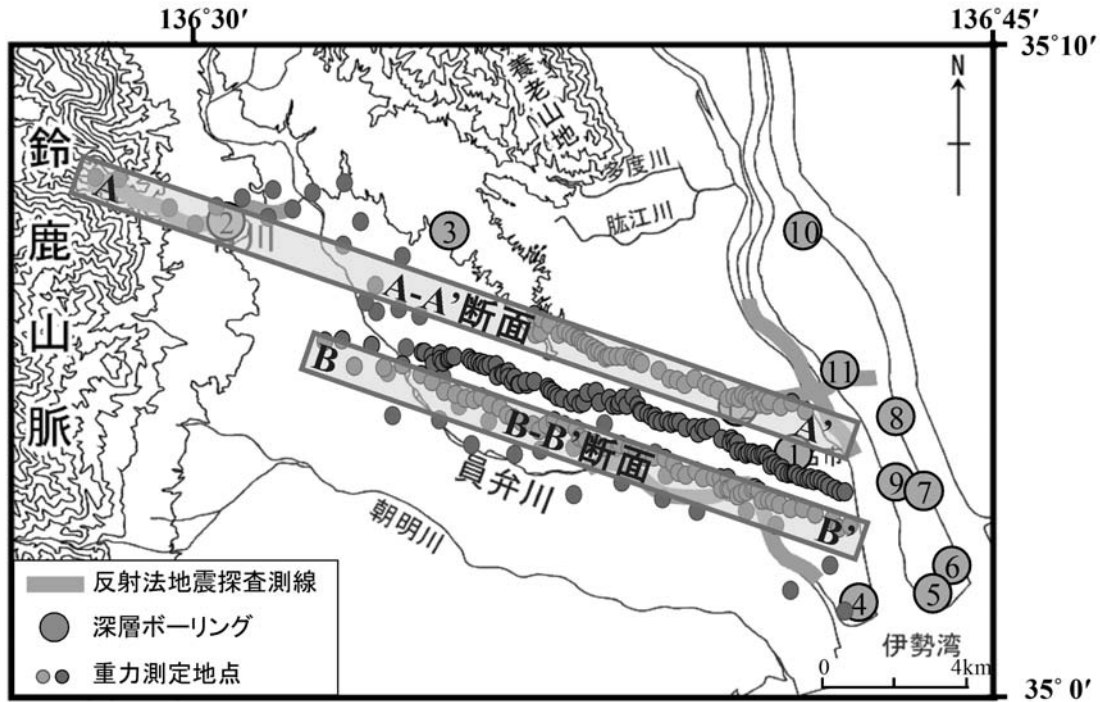 136°30′
136°45′
35°10′
N
養老山地
鈴鹿山脈
A
多度川
肱江川
2
川
3
10
A-A’断面
11
B
8
A’
B-B’断面
1
市
員弁川
9
7
B’
朝明川
6
反射法地震探査測線
4
5
深層ボーリング
伊勢湾
重力測定地点
0
4km
35°0′